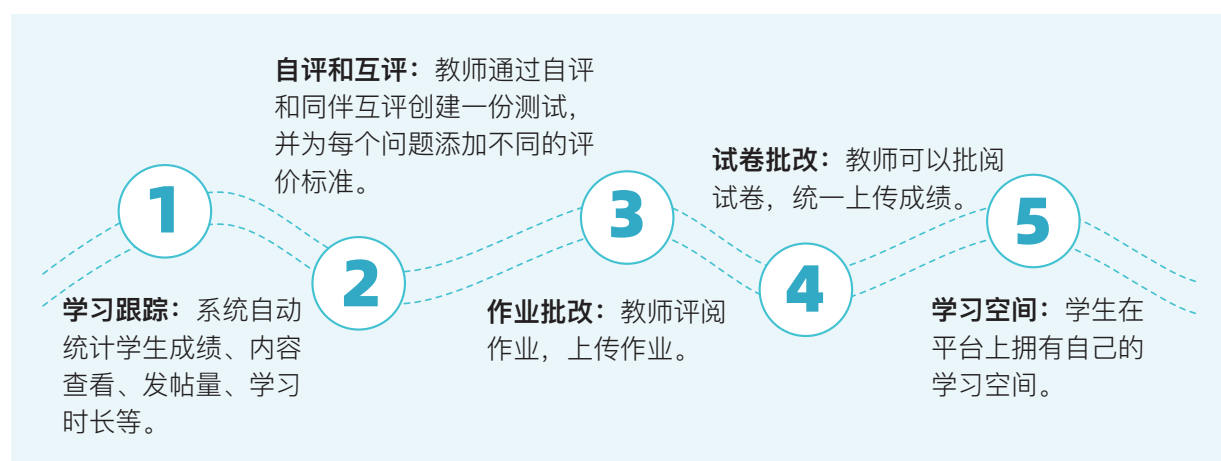 1
学习跟踪：系统自动
统计学生成绩、内容
查看、发帖量、学习
时长等。
自评和互评：教师通过自评
和同伴互评创建一份测试，
并为每个问题添加不同的评
价标准。
2
3
作业批改：教师评阅
作业，上传作业。
试卷批改：教师可以批阅
试卷，统一上传成绩。
4
5
学习空间：学生在
平台上拥有自己的
学习空间。